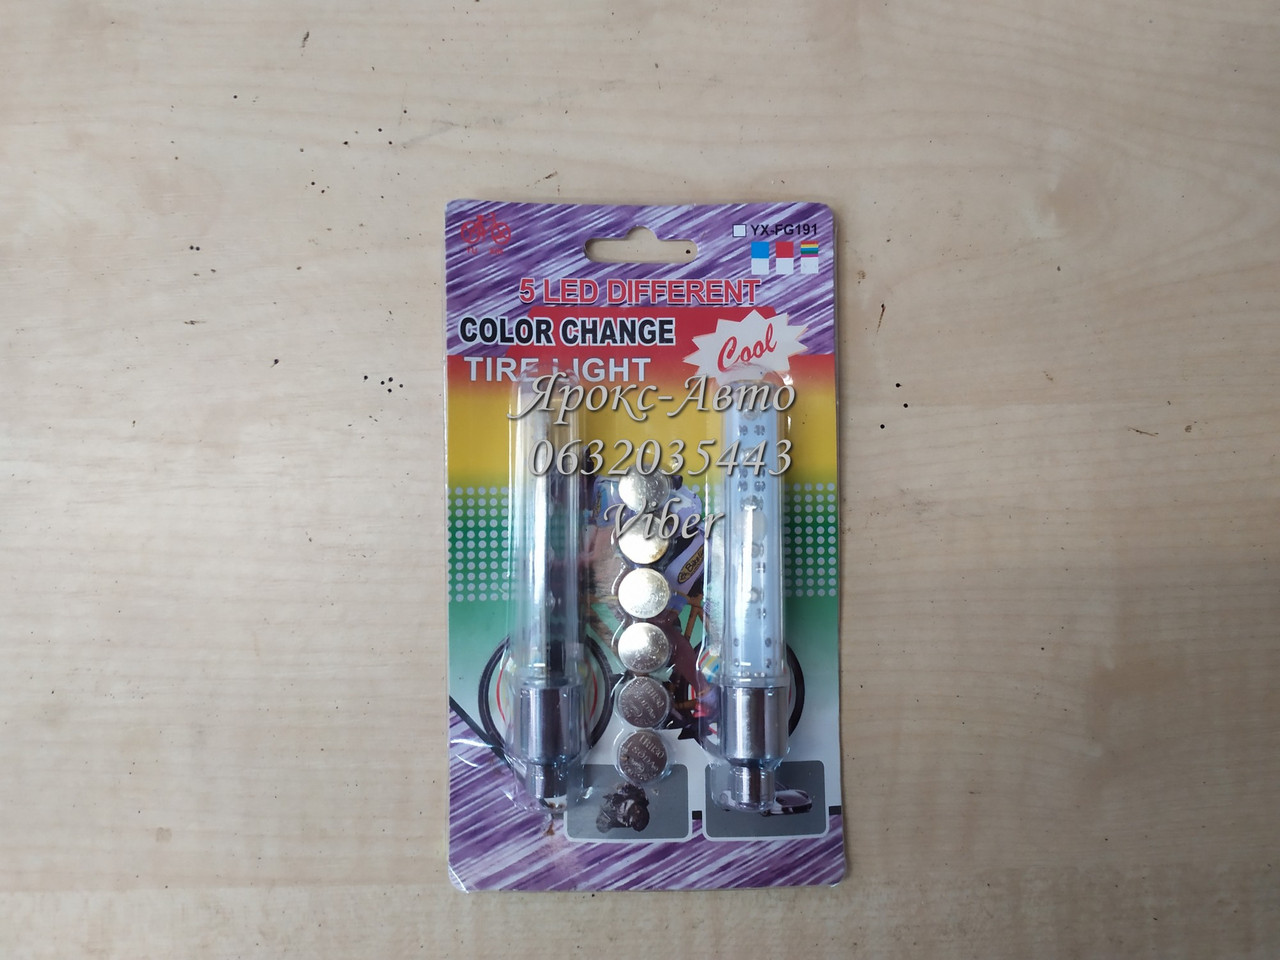 YX-FG191
5 LED DIFFERENT
COLOR CHANGE
Cool
TIRE LIGHT
Ярокс-Авто
0632035443
Viber